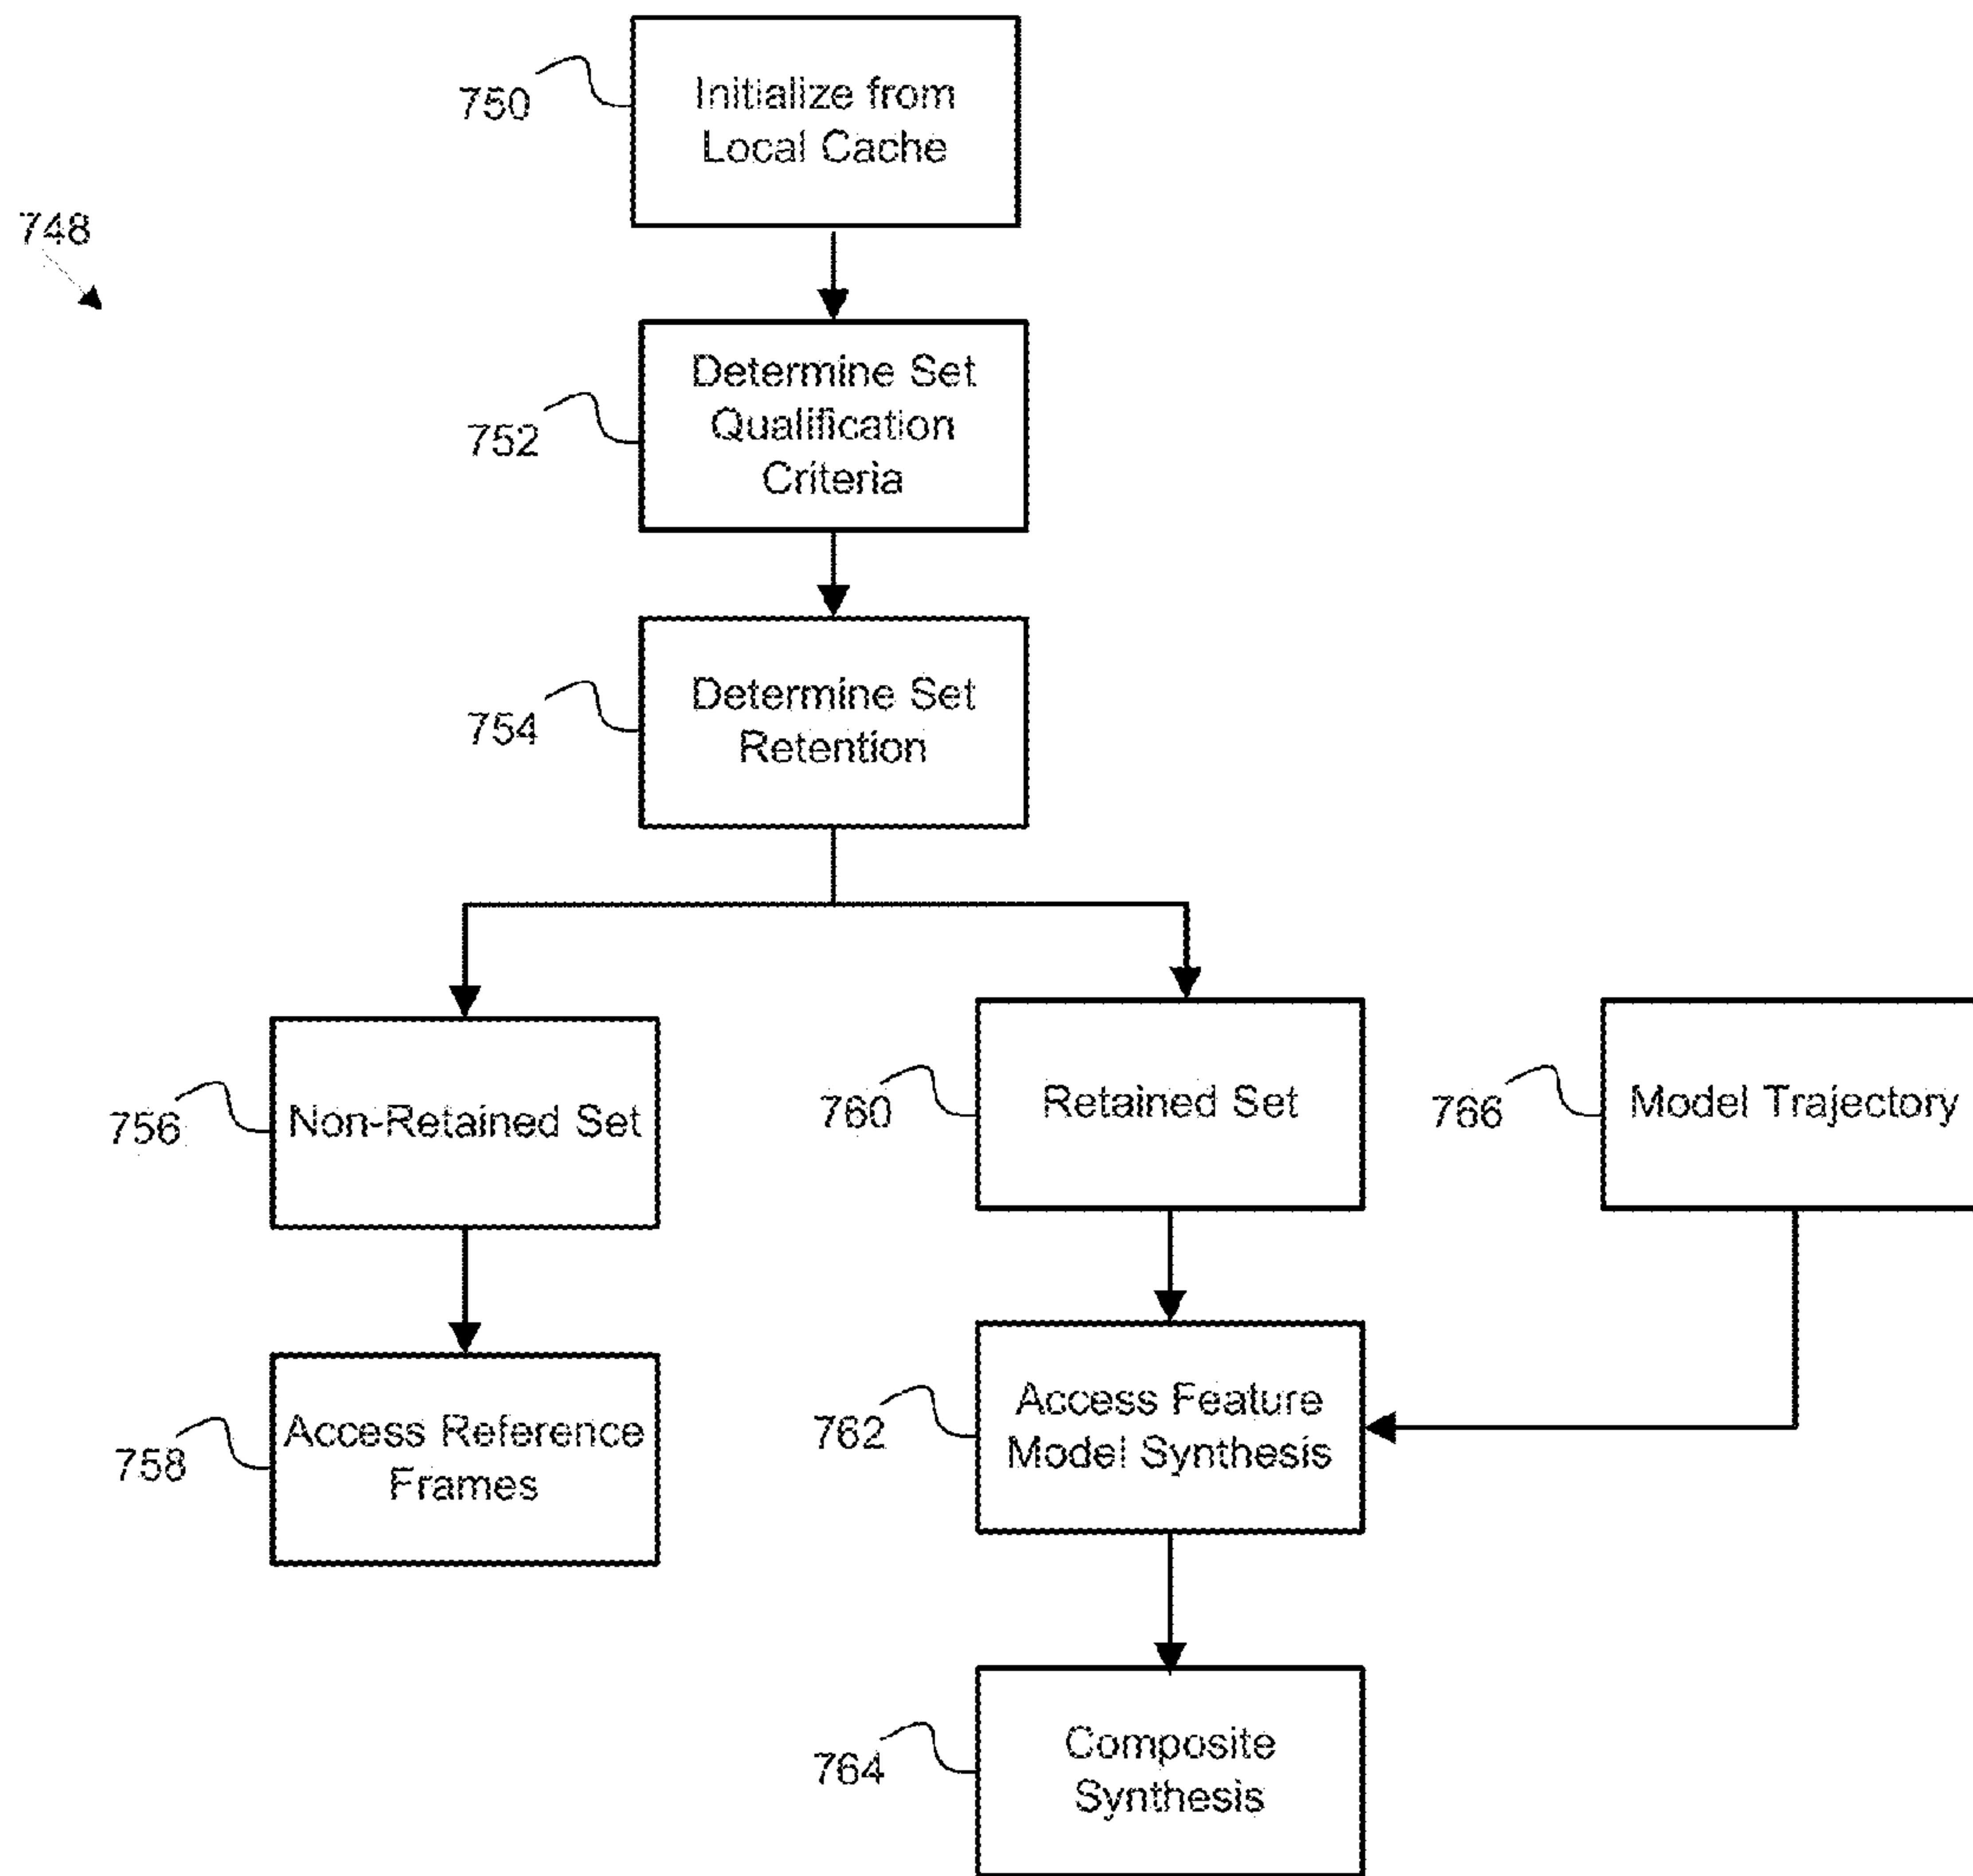 750
Initialize from
Local Cache
748
752
Determine Set
Qualification
Criteria
754
Determine Set
Retention
756
Non-Retained Set
760
Retained Set
766
Model Trajectory
758
Access Reference
Frames
762
Access Feature
Model Synthesis
764
Composite
Synthesis